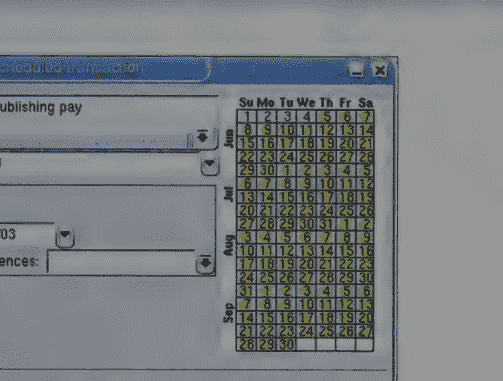 ublishing pay
/03
ences:
Su Mo Tu We Th Fr Sa
Jun
1 2 3 4 5 6 7
8 9 10 11 12 13 14
15 16 17 18 19 20 21
22 23 24 25 26 27 28
29 30 1 2 3 4 5
Jul
6 7 8 9 10 11 12
13 14 15 16 17 18 19
20 21 22 23 24 25 26
27 28 29 30 31 1 2
Aug
3 4 5 6 7 8 9
10 11 12 13 14 15 16
17 18 19 20 21 22 23
24 25 26 27 28 29 30
31 1 2 3 4 5 6
Sep
7 8 9 10 11 12 13
14 15 16 17 18 19 20
21 22 23 24 25 26 27
28 29 30